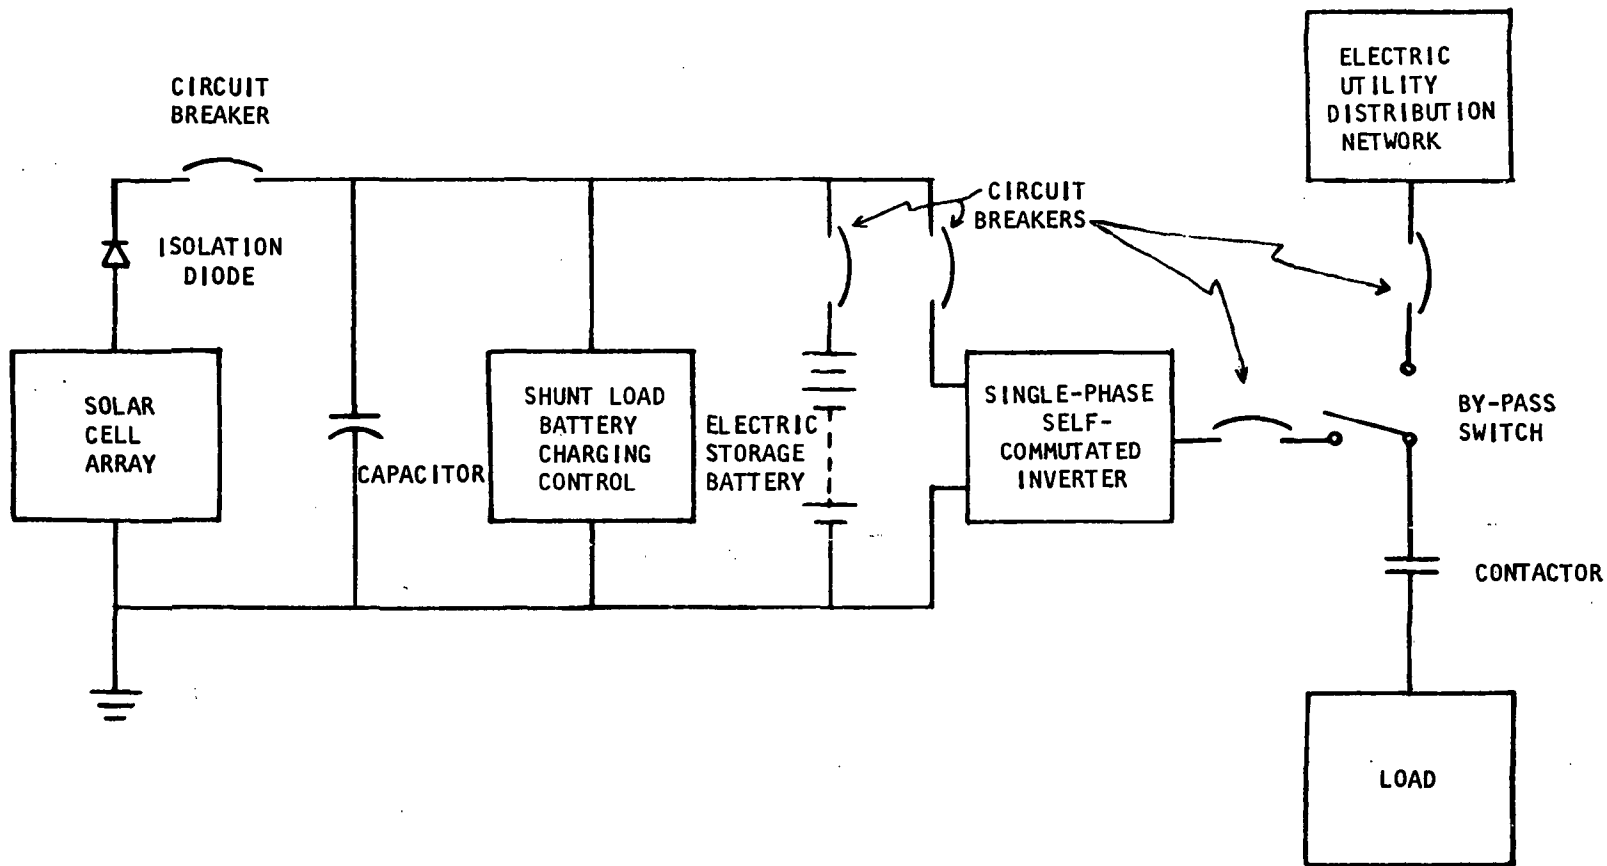 CIRCUIT
BREAKER
ISOLATION
DIODE
SOLAR
CELL
ARRAY
CAPACITOR
SHUNT LOAD
BATTERY
CHARGING
CONTROL
ELECTRIC
STORAGE
BATTERY
CIRCUIT
BREAKERS
SINGLE-PHASE
SELF-
COMMUTATED
INVERTER
ELECTRIC
UTILITY
DISTRIBUTION
NETWORK
BY-PASS
SWITCH
CONTACTOR
LOAD